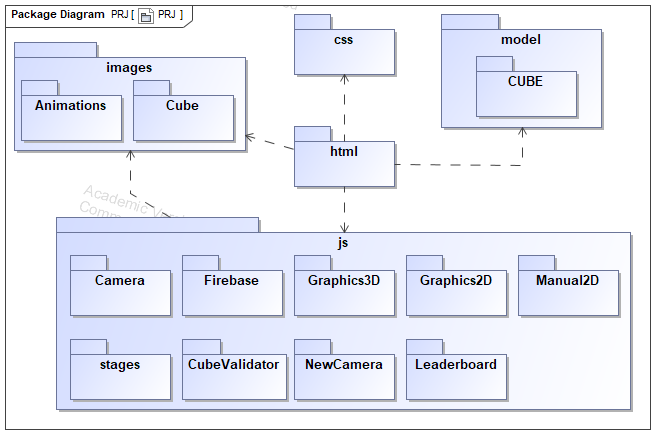 Package Diagram PRJ [ PRJ ]
css
model
images
CUBE
Animations
Cube
html
Academic Ver
Comm
js
Camera
Firebase
Graphics3D
Graphics2D
Manual2D
stages
CubeValidator
NewCamera
Leaderboard